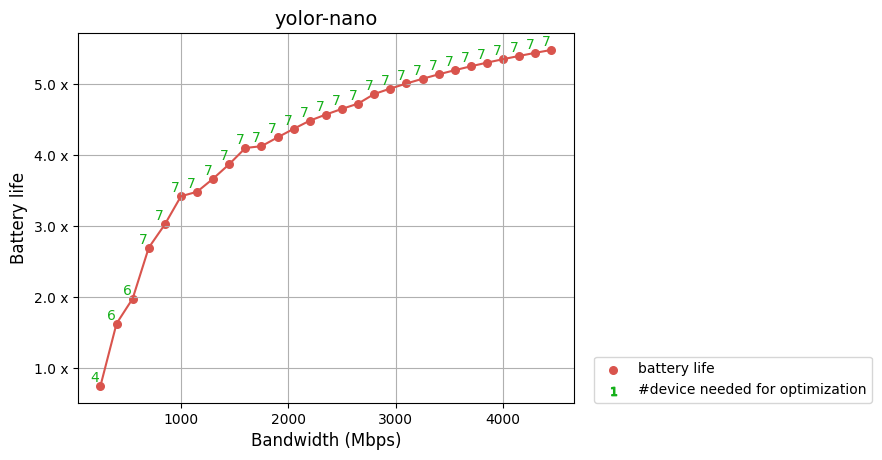 yolor-nano
Battery life
5.0 x
4.0 x
3.0 x
2.0 x
1.0 x
4 6 6 7 7 7 7 7 7 7 7 7 7 7 7 7 7 7 7 7 7 7 7 7 7 7 7 7 7
1000 2000 3000 4000
Bandwidth (Mbps)
battery life
1 #device needed for optimization